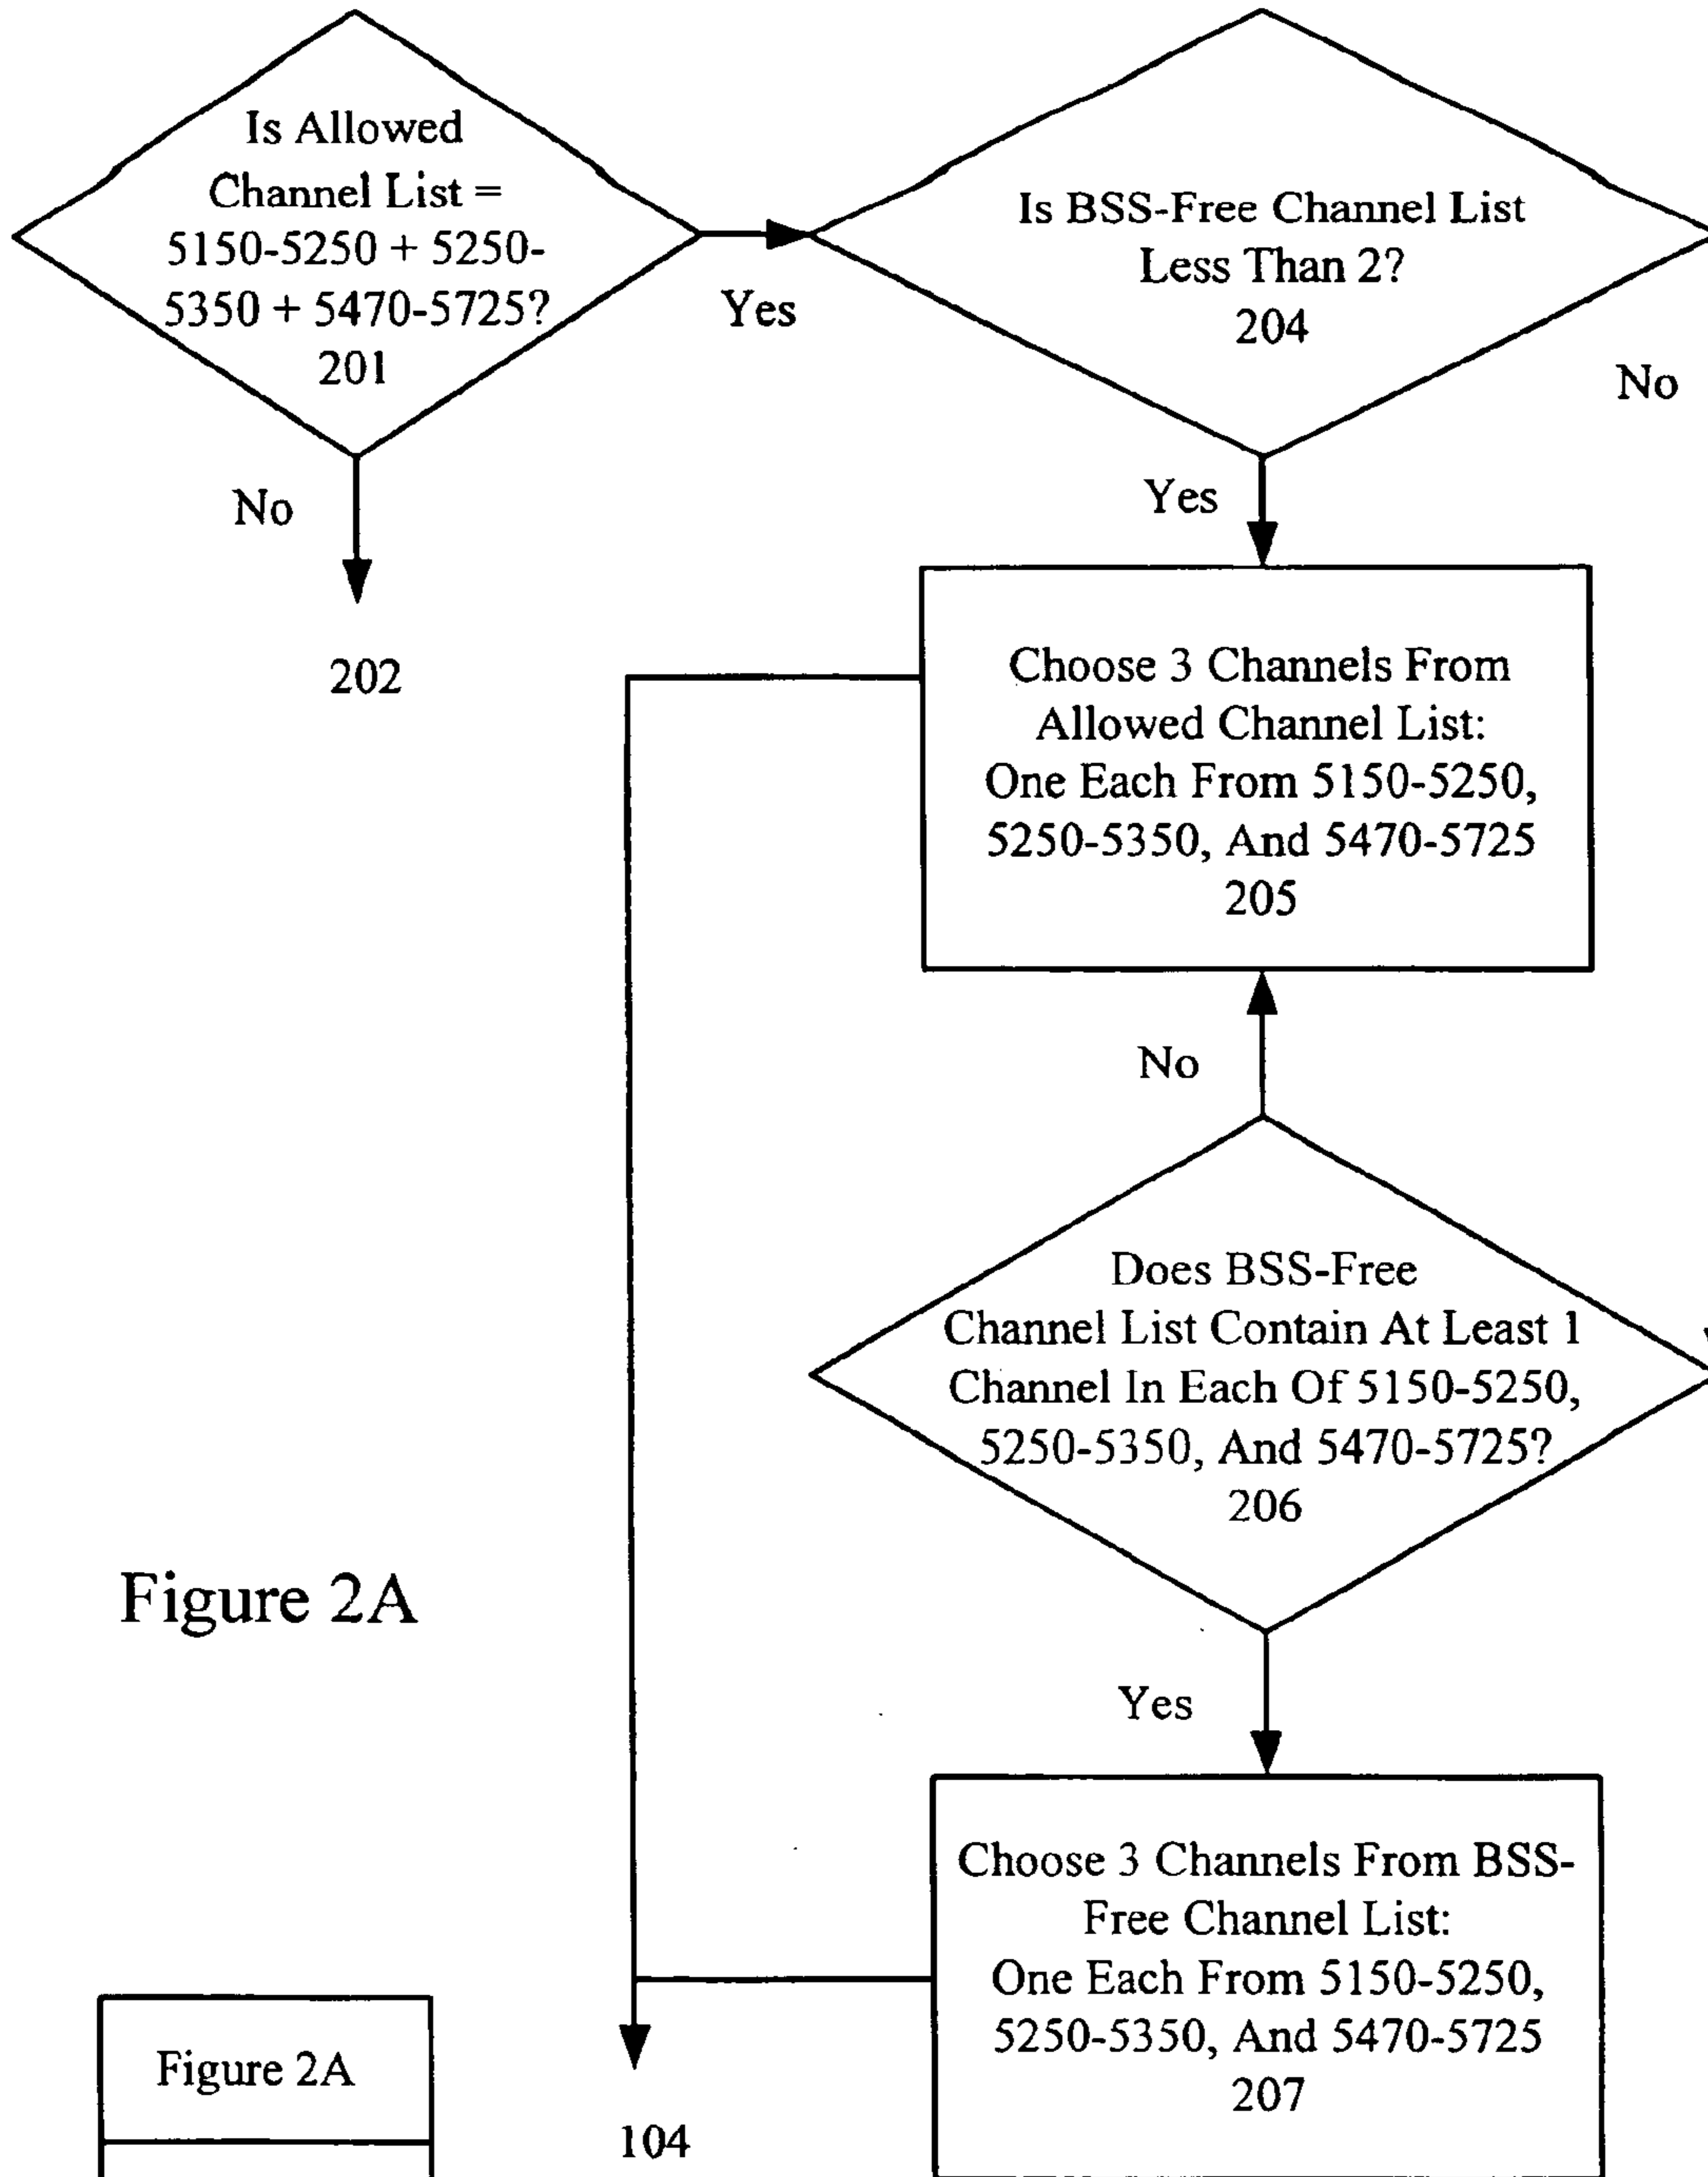 Is Allowed
Channel List =
5150-5250 + 5250-
5350 + 5470-5725?
201
Yes
No
202
Is BSS-Free Channel List
Less Than 2?
204
No
Yes
Choose 3 Channels From
Allowed Channel List:
One Each From 5150-5250,
5250-5350, And 5470-5725
205
No
Does BSS-Free
Channel List Contain At Least 1
Channel In Each Of 5150-5250,
5250-5350, And 5470-5725?
206
Yes
Choose 3 Channels From BSS-
Free Channel List:
One Each From 5150-5250,
5250-5350, And 5470-5725
207
104
Figure 2A
Figure 2A